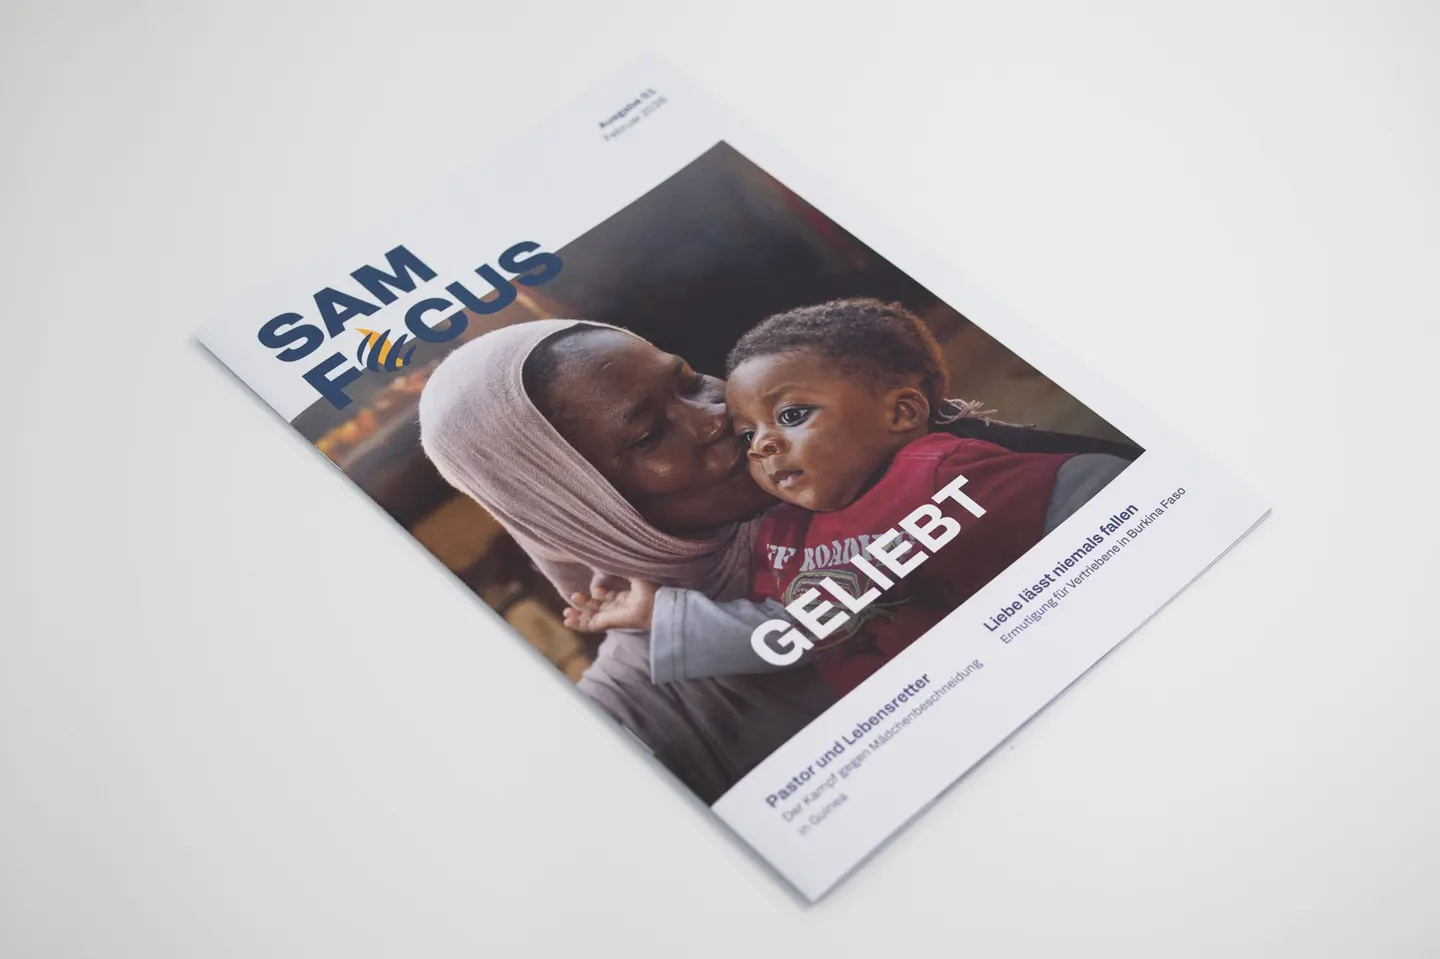 Ausgabe 03
Februar 2026
SAM
FOCUS
GELIEBT
Pastor und Lebensretter
Der Kampf gegen Mädchenbeschneidung
in Guinea
Liebe lässt niemals fallen
Ermutigung für Vertriebene in Burkina Faso